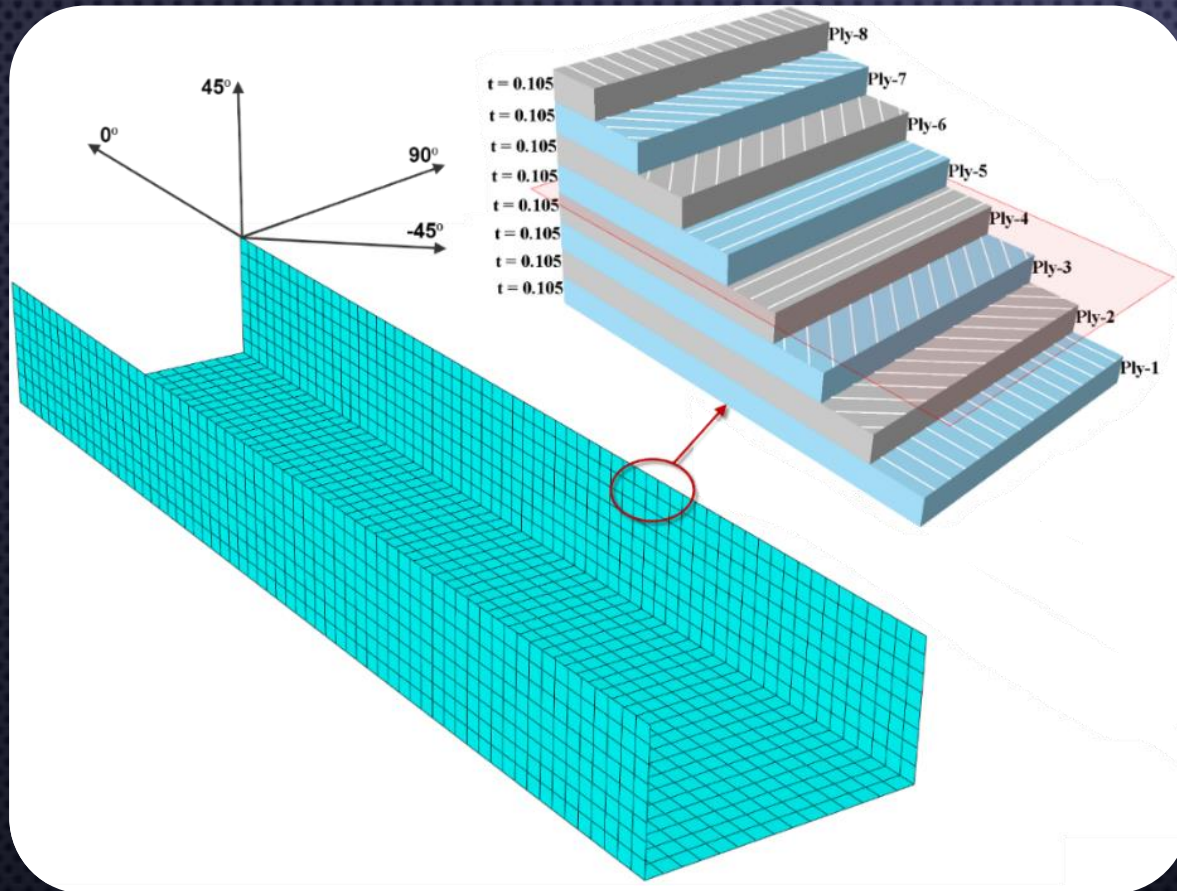 45°
0°
90°
-45°
t = 0.105
t = 0.105
t = 0.105
t = 0.105
t = 0.105
t = 0.105
t = 0.105
t = 0.105
Ply-8
Ply-7
Ply-6
Ply-5
Ply-4
Ply-3
Ply-2
Ply-1